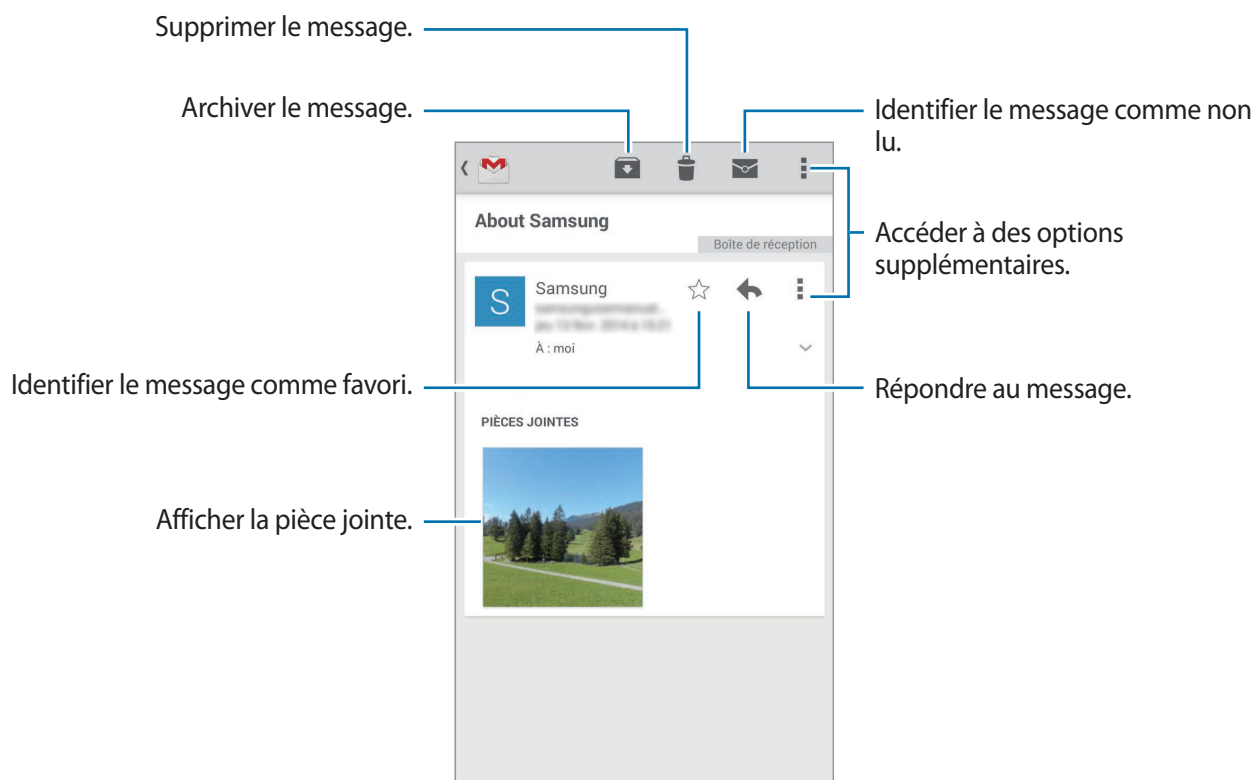 Supprimer le message.
Archiver le message.
Identifier le message comme non
lu.
About Samsung
Boîte de réception
Accéder à des options
supplémentaires.
S
Samsung
À : moi
Identifier le message comme favori.
Répondre au message.
PIÈCES JOINTES
Afficher la pièce jointe.